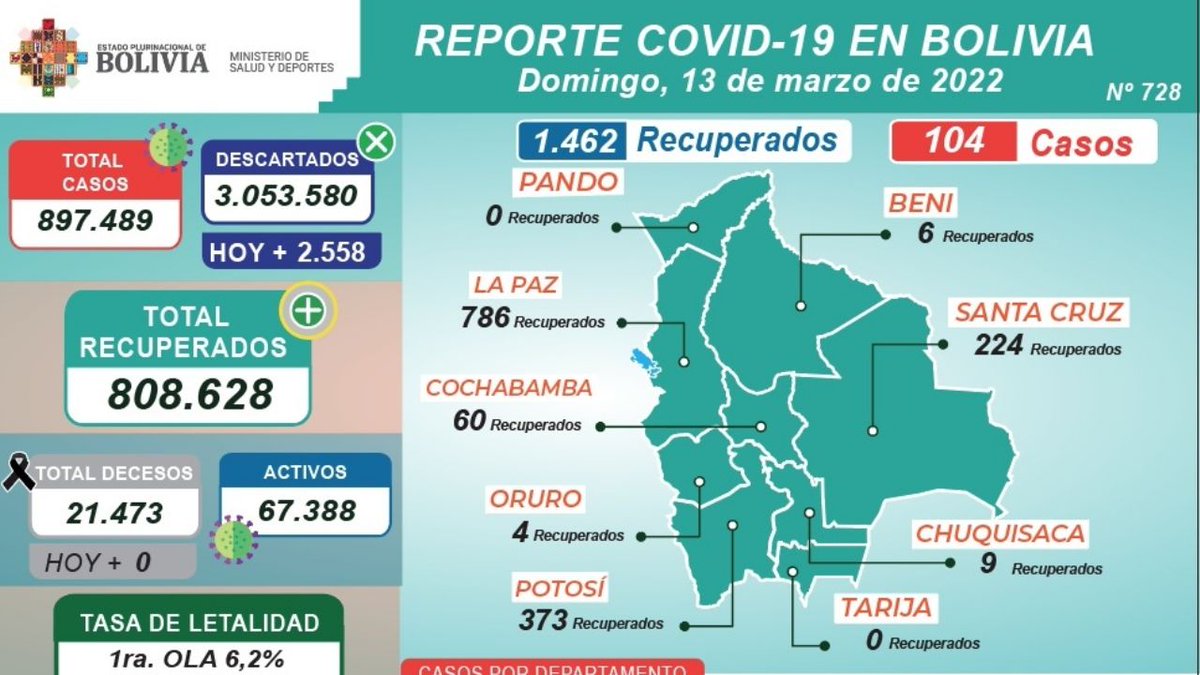 ESTADO PLURINACIONAL DE
BOLIVIA
MINISTERIO DE
SALUD Y DEPORTES
REPORTE COVID-19 EN BOLIVIA
Domingo, 13 de marzo de 2022
Nº 728
TOTAL
CASOS
897.489
DESCARTADOS
3.053.580
HOY + 2.558
TOTAL
RECUPERADOS
808.628
TOTAL DECESOS
21.473
HOY + 0
ACTIVOS
67.388
TASA DE LETALIDAD
1ra. OLA 6,2%
1.462 Recuperados
104 Casos
PANDO
0 Recuperados
BENI
6 Recuperados
LA PAZ
786 Recuperados
SANTA CRUZ
224 Recuperados
COCHABAMBA
60 Recuperados
ORURO
4 Recuperados
CHUQUISACA
9 Recuperados
POTOSÍ
373 Recuperados
TARIJA
0 Recuperados
CASOS POR DEPARTAMENTO